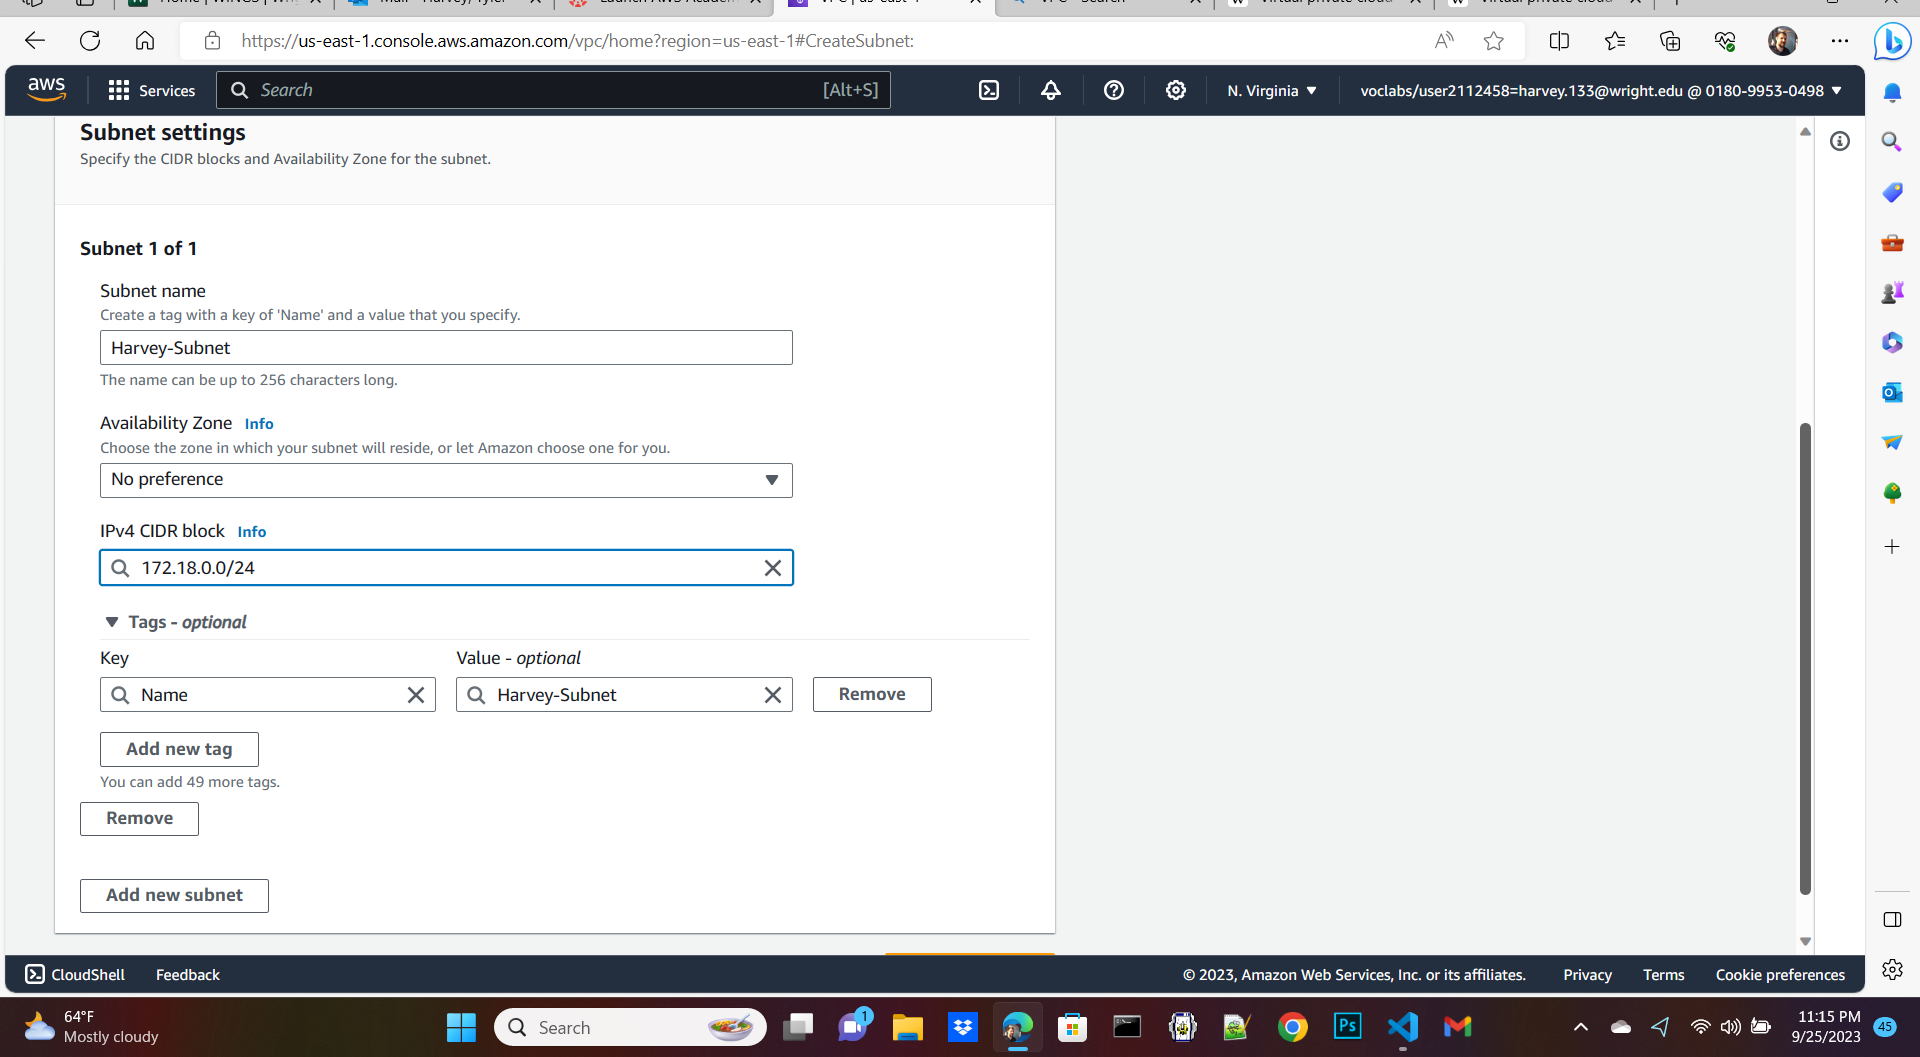 https://us-east-1.console.aws.amazon.com/vpc/home?region=us-east-1#CreateSubnet:
aws
Services
Search
[Alt+S]
N. Virginia
voclabs/user2112458=harvey.133@wright.edu @ 0180-9953-0498
Subnet settings
Specify the CIDR blocks and Availability Zone for the subnet.
Subnet 1 of 1
Subnet name
Create a tag with a key of 'Name' and a value that you specify.
Harvey-Subnet
The name can be up to 256 characters long.
Availability Zone Info
Choose the zone in which your subnet will reside, or let Amazon choose one for you.
No preference
IPv4 CIDR block Info
172.18.0.0/24
Tags - optional
Key
Value - optional
Name
Harvey-Subnet
Remove
Add new tag
You can add 49 more tags.
Remove
Add new subnet
CloudShell
Feedback
© 2023, Amazon Web Services, Inc. or its affiliates.
Privacy
Terms
Cookie preferences
64°F
Mostly cloudy
Search
1
Ps
11:15 PM
9/25/2023
45